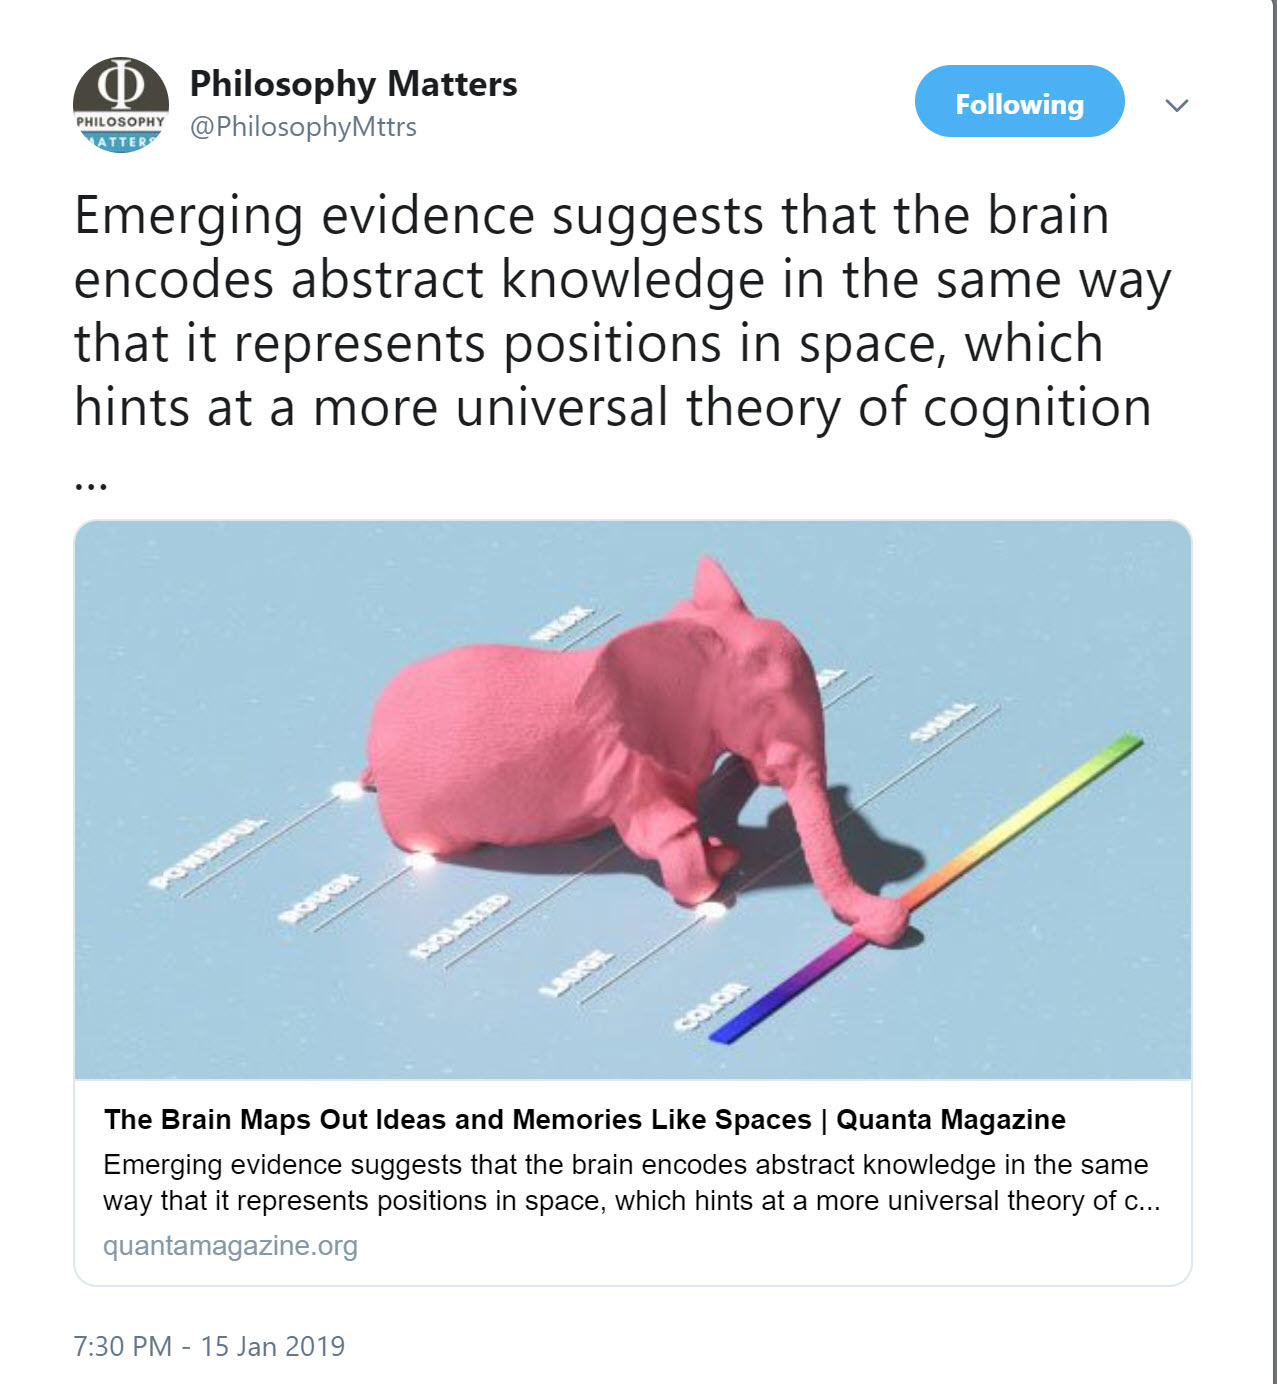 Φ
PHILOSOPHY
MATTERS
Philosophy Matters
@PhilosophyMttrs
Following
Emerging evidence suggests that the brain
encodes abstract knowledge in the same way
that it represents positions in space, which
hints at a more universal theory of cognition
...
WEAK
SMALL
POWERFUL
ROUGH
ISOLATED
LARGE
COLOR
The Brain Maps Out Ideas and Memories Like Spaces | Quanta Magazine
Emerging evidence suggests that the brain encodes abstract knowledge in the same
way that it represents positions in space, which hints at a more universal theory of c...
quantamagazine.org
7:30 PM - 15 Jan 2019